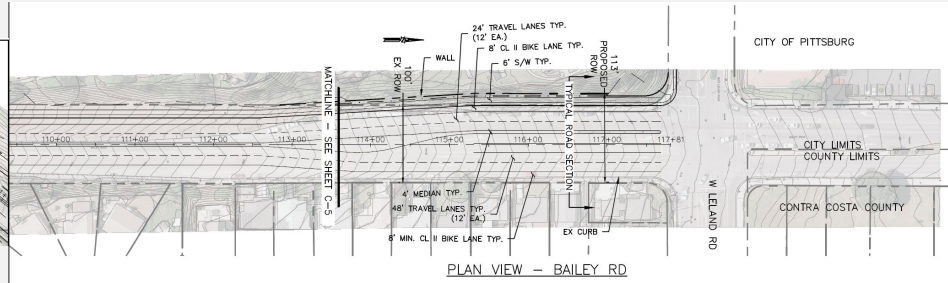 24' TRAVEL LANES TYP.
(12' EA.)
8' CL II BIKE LANE TYP.
WALL
6' S/W TYP.
100'
EX ROW
113'
PROPOSED
ROW
CITY OF PITTSBURG
MATCHLINE - SEE SHEET C-5
TYPICAL ROAD SECTION
110+00
111+00
112+00
113+00
114+00
115+00
116+00
117+00
117+81
CITY LIMITS
COUNTY LIMITS
4' MEDIAN TYP.
48' TRAVEL LANES TYP.
(12' EA.)
8' MIN. CL II BIKE LANE TYP.
EX CURB
W LELAND RD
CONTRA COSTA COUNTY
PLAN VIEW - BAILEY RD